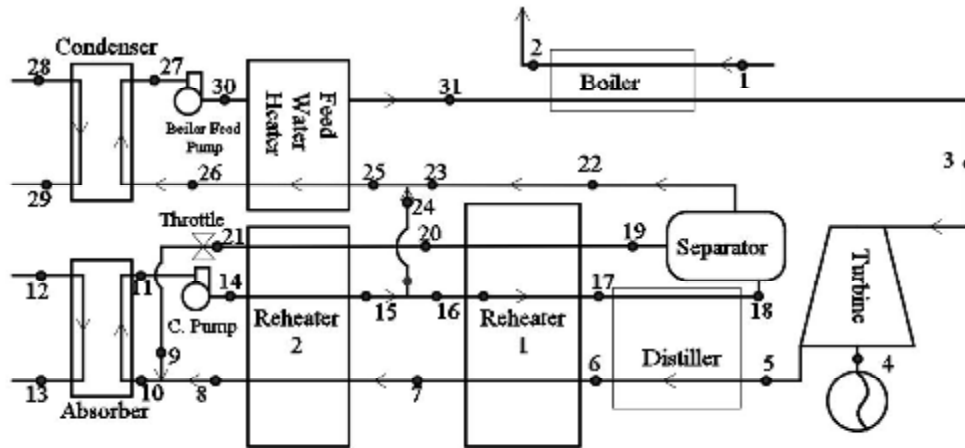 Condenser
28
27
2
1
30
31
Boiler
Feed
Water
Heater
Boiler Feed
Pump
3
29
26
25
23
22
24
Throttle
21
20
19
Separator
Turbine
12
11
14
15
16
17
18
C. Pump
Reheater
2
Reheater
1
Distiller
9
13
10
8
7
6
5
4
Absorber